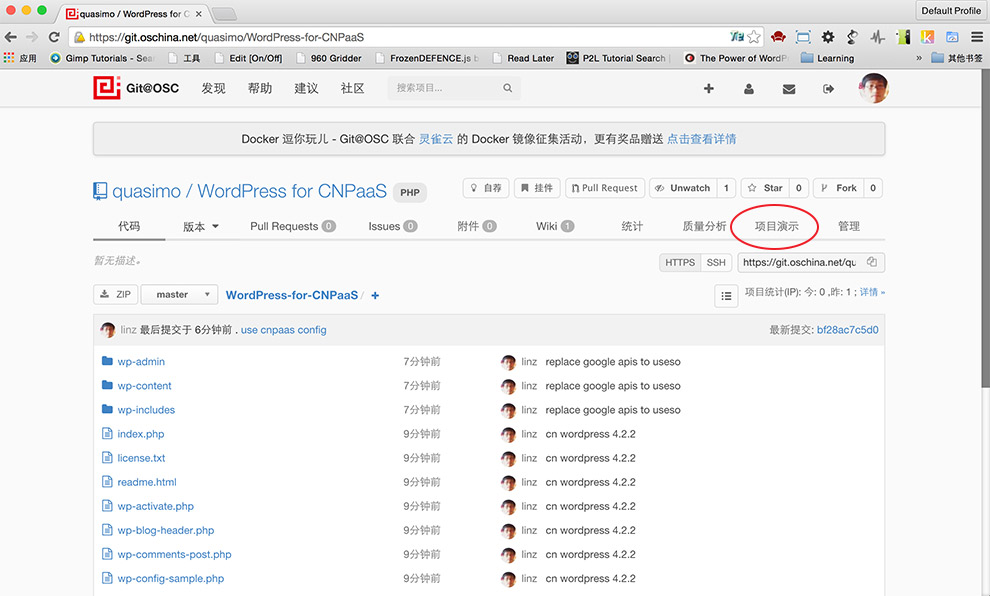 quasimo / WordPress for C
Default Profile
https://git.oschina.net/quasimo/WordPress-for-CNPaaS
应用 Gimp Tutorials - Sea 工具 Edit [On/Off] 960 Gridder FrozenDEFENCE.js b Read Later P2L Tutorial Search The Power of WordP Learning » 其他书签
Git@OSC 发现 帮助 建议 社区 搜索项目...
Docker 逗你玩儿 - Git@OSC 联合 灵雀云 的 Docker 镜像征集活动，更有奖品赠送 点击查看详情
quasimo / WordPress for CNPaaS PHP 自荐 挂件 Pull Request Unwatch 1 Star 0 Fork 0
代码 版本 Pull Requests 0 Issues 0 附件 0 Wiki 1 统计 质量分析 项目演示 管理
暂无描述。 HTTPS SSH https://git.oschina.net/qu
ZIP master WordPress-for-CNPaaS / + 项目统计(IP): 今: 0 ,昨: 1 ; 详情 »
linz 最后提交于 6分钟前 . use cnpaas config 最新提交: bf28ac7c5d0
wp-admin 7分钟前 linz replace google apis to useso
wp-content 7分钟前 linz replace google apis to useso
wp-includes 7分钟前 linz replace google apis to useso
index.php 9分钟前 linz cn wordpress 4.2.2
license.txt 9分钟前 linz cn wordpress 4.2.2
readme.html 9分钟前 linz cn wordpress 4.2.2
wp-activate.php 9分钟前 linz cn wordpress 4.2.2
wp-blog-header.php 9分钟前 linz cn wordpress 4.2.2
wp-comments-post.php 9分钟前 linz cn wordpress 4.2.2
wp-config-sample.php 9分钟前 linz cn wordpress 4.2.2